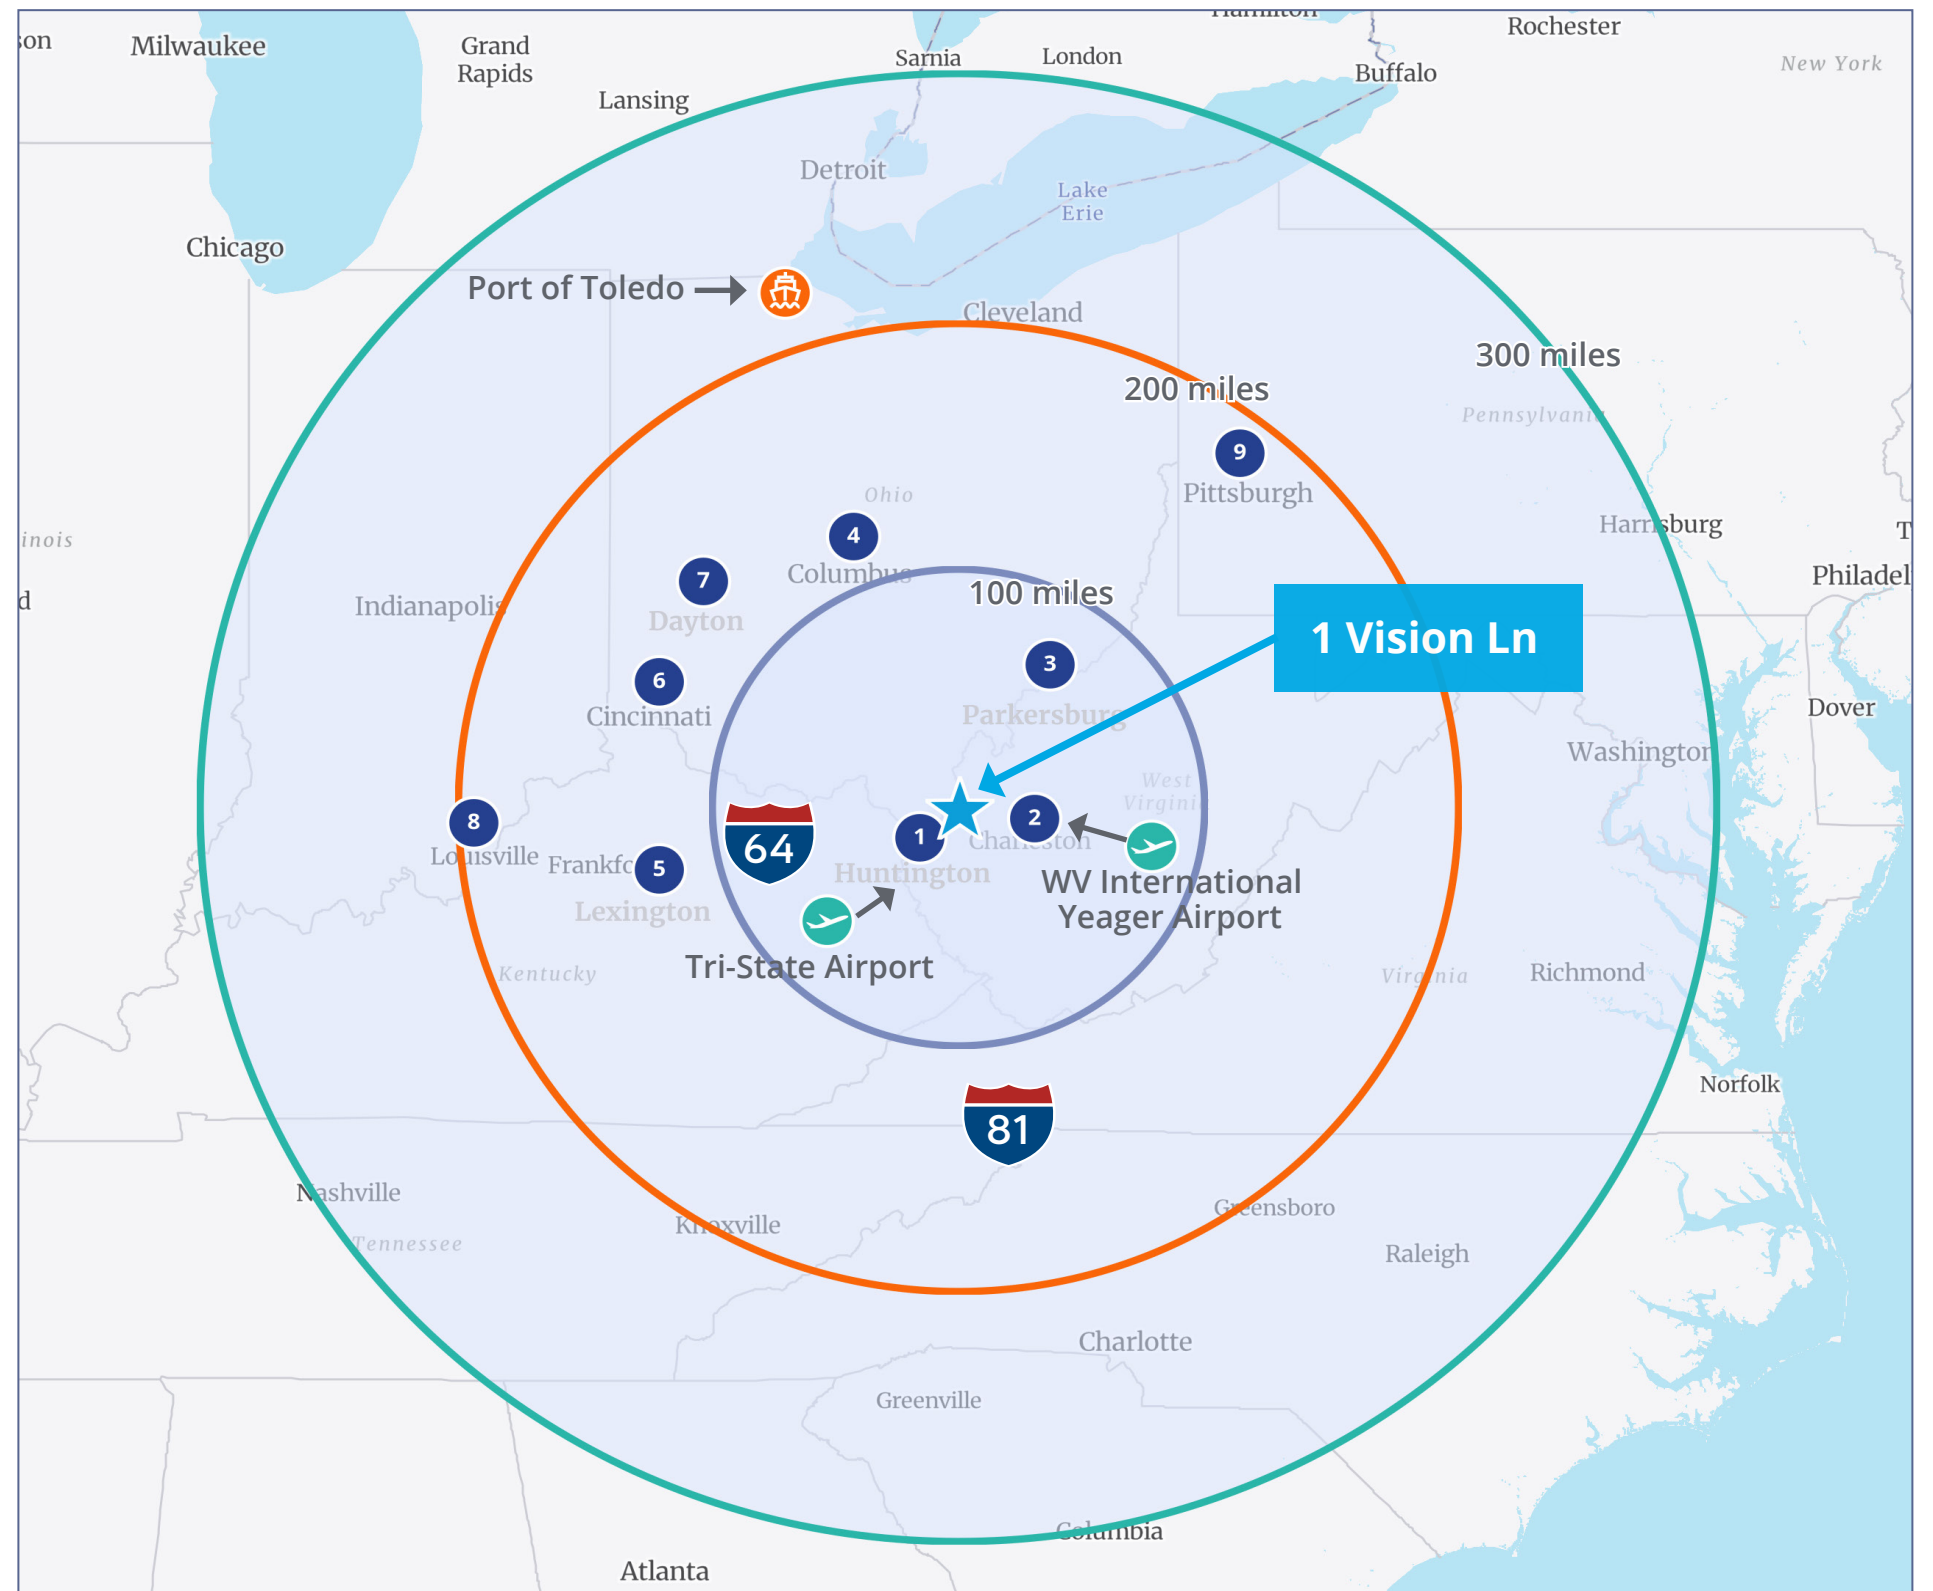 Hamilton
Rochester
son
Milwaukee
Grand
Rapids
Sarnia
London
Buffalo
New York
Lansing
Detroit
Lake
Erie
Chicago
Port of Toledo
Cleveland
300 miles
200 miles
Pennsylvania
9
Pittsburgh
Ohio
4
Columbus
Harrisburg
T
inois
7
Dayton
100 miles
Philadel
d
Indianapolis
1 Vision Ln
3
6
Cincinnati
Parkersburg
Dover
Washington
West
Virginia
8
Louisville
64
1
2
Charleston
Frankfo
5
Huntington
Lexington
WV International
Yeager Airport
Tri-State Airport
Kentucky
Virginia
Richmond
Norfolk
81
Nashville
Tennessee
Knoxville
Greensboro
Raleigh
Charlotte
Greenville
Columbia
Atlanta